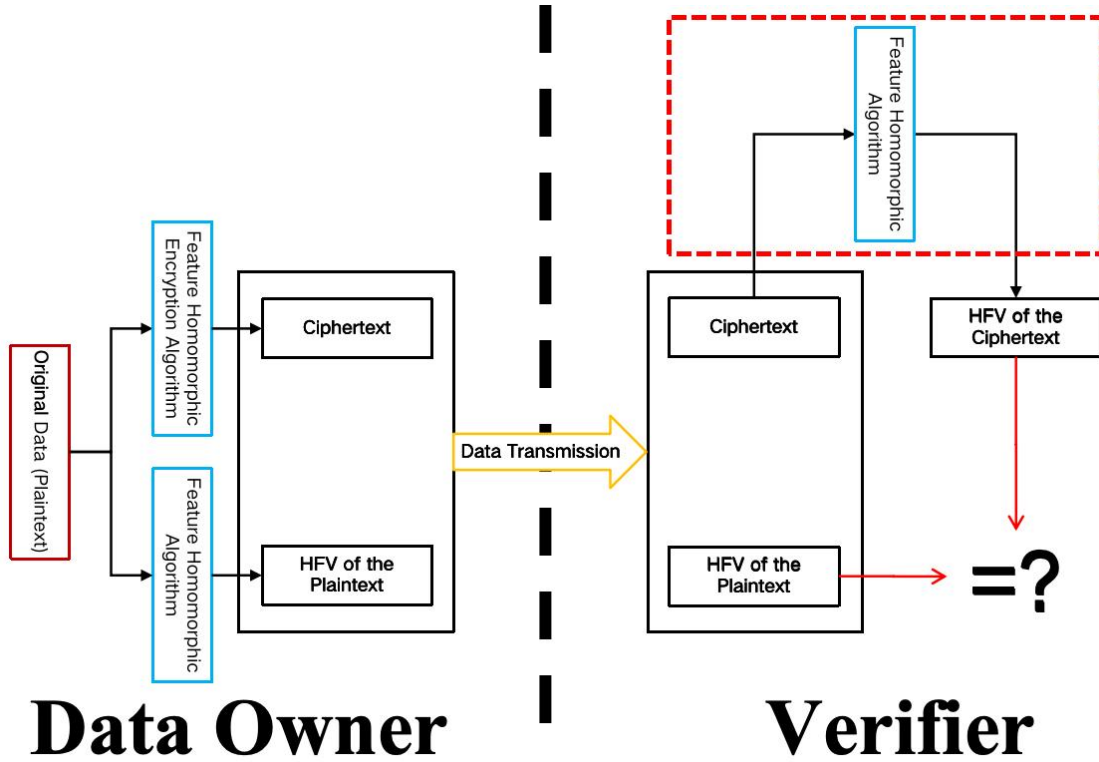 Original Data (Plaintext)
Feature Homomorphic
Encryption Algorithm
Feature Homomorphic
Algorithm
Ciphertext
HFV of the
Plaintext
Data Transmission
Ciphertext
HFV of the
Plaintext
Feature Homomorphic
Algorithm
HFV of the
Ciphertext
=?
Data Owner
Verifier